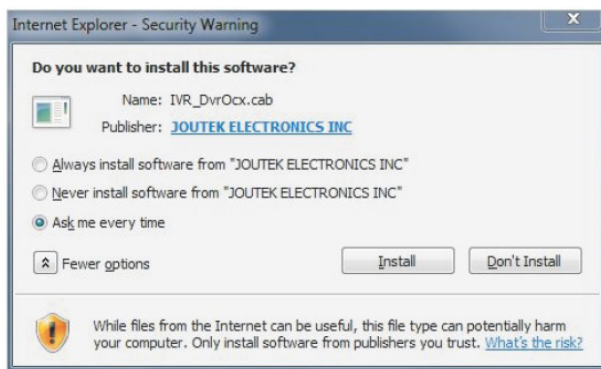 Internet Explorer - Security Warning
Do you want to install this software?
Name: IVR_DvrOcx.cab
Publisher: JOUTEK ELECTRONICS INC
Always install software from "JOUTEK ELECTRONICS INC"
Never install software from "JOUTEK ELECTRONICS INC"
Ask me every time
Fewer options
Install
Don't Install
While files from the Internet can be useful, this file type can potentially harm
your computer. Only install software from publishers you trust. What's the risk?